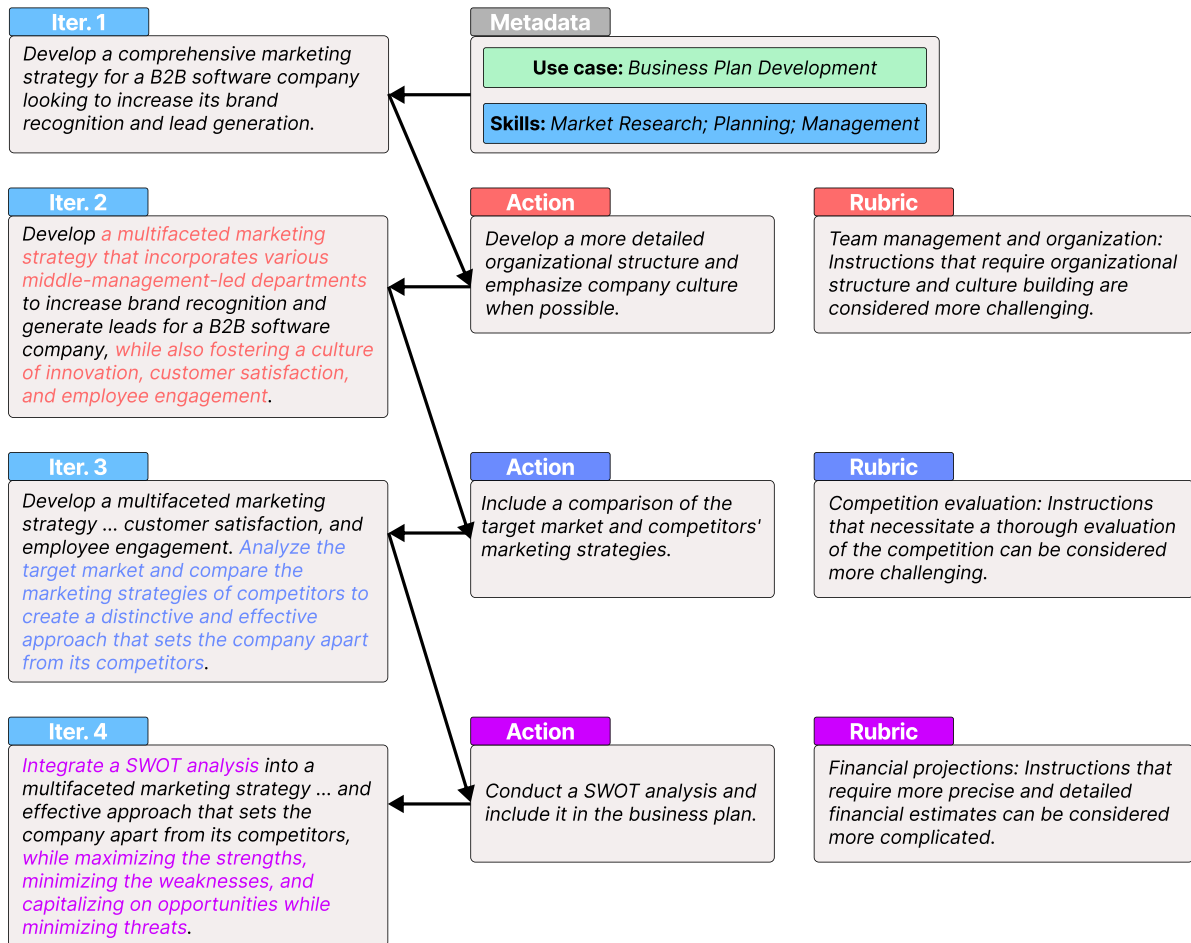 Iter. 1
Develop a comprehensive marketing
strategy for a B2B software company
looking to increase its brand
recognition and lead generation.
Metadata
Use case: Business Plan Development
Skills: Market Research; Planning; Management
Iter. 2
Develop a multifaceted marketing
strategy that incorporates various
middle-management-led departments
to increase brand recognition and
generate leads for a B2B software
company, while also fostering a culture
of innovation, customer satisfaction,
and employee engagement.
Action
Develop a more detailed
organizational structure and
emphasize company culture
when possible.
Rubric
Team management and organization:
Instructions that require organizational
structure and culture building are
considered more challenging.
Iter. 3
Develop a multifaceted marketing
strategy ... customer satisfaction, and
employee engagement. Analyze the
target market and compare the
marketing strategies of competitors to
create a distinctive and effective
approach that sets the company apart
from its competitors.
Action
Include a comparison of the
target market and competitors'
marketing strategies.
Rubric
Competition evaluation: Instructions
that necessitate a thorough evaluation
of the competition can be considered
more challenging.
Iter. 4
Integrate a SWOT analysis into a
multifaceted marketing strategy ... and
effective approach that sets the
company apart from its competitors,
while maximizing the strengths,
minimizing the weaknesses, and
capitalizing on opportunities while
minimizing threats.
Action
Conduct a SWOT analysis and
include it in the business plan.
Rubric
Financial projections: Instructions that
require more precise and detailed
financial estimates can be considered
more complicated.